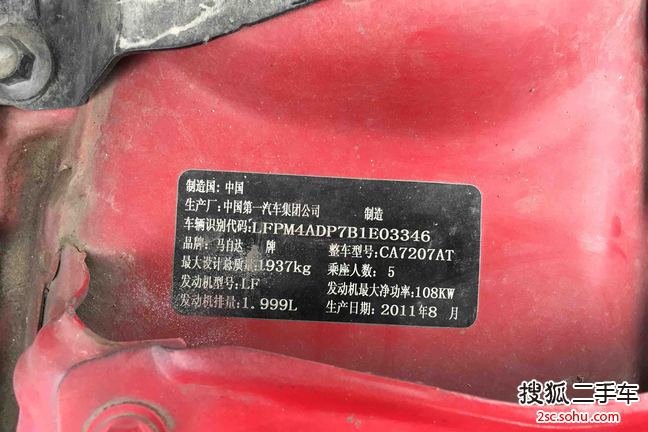 制造国: 中国
生产厂: 中国第一汽车集团公司 制造
车辆识别代码: LFPM4ADP7B1E03346
品牌: 马自达 牌 整车型号: CA7207AT
最大设计总质量: 1937kg 乘座人数: 5
发动机型号: LF 发动机最大净功率: 108KW
发动机排量: 1.999L 生产日期: 2011年8 月
搜狐二手车
2sc.sohu.com